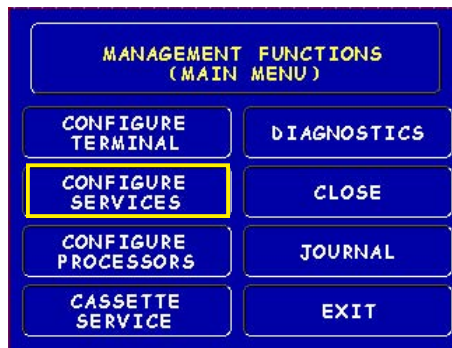 MANAGEMENT FUNCTIONS
(MAIN MENU)
CONFIGURE
TERMINAL
DIAGNOSTICS
CONFIGURE
SERVICES
CLOSE
CONFIGURE
PROCESSORS
JOURNAL
CASSETTE
SERVICE
EXIT